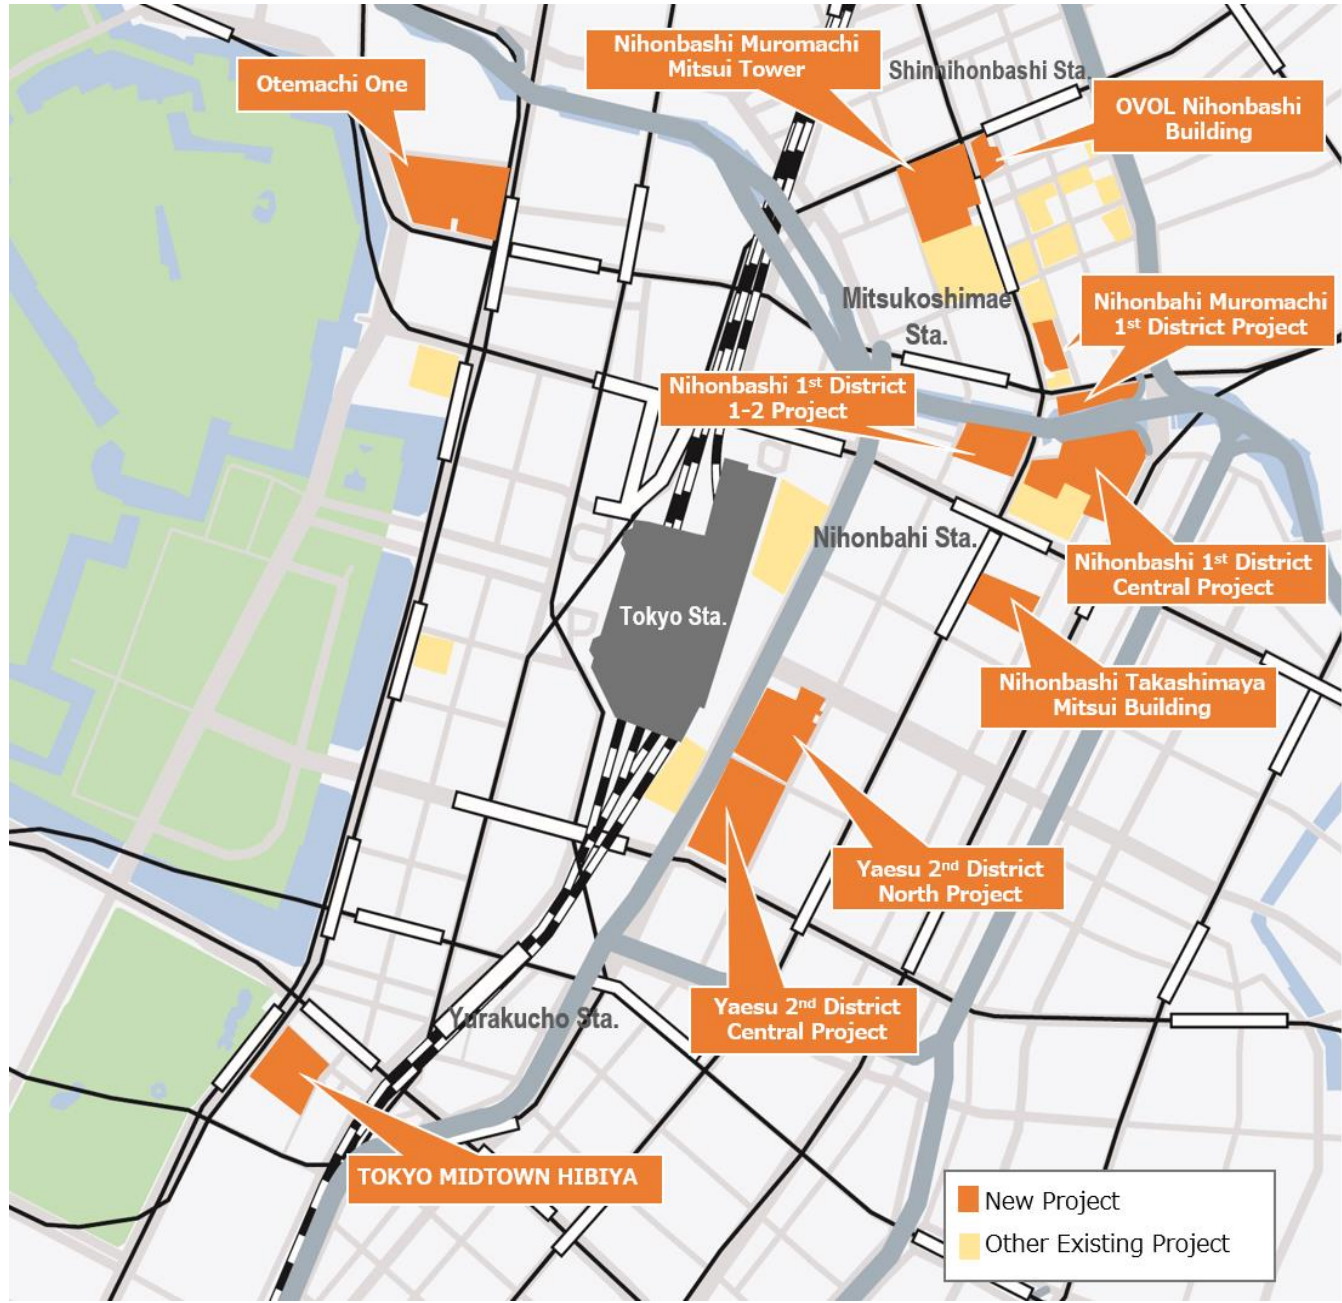 Nihonbashi Muromachi
Mitsui Tower
Shinnihonbashi Sta.
Otemachi One
OVOL Nihonbashi
Building
Mitsukoshimae
Sta.
Nihonbahi Muromachi
1st District Project
Nihonbashi 1st District
1-2 Project
Nihonbahi Sta.
Nihonbashi 1st District
Central Project
Tokyo Sta.
Nihonbashi Takashimaya
Mitsui Building
Yaesu 2nd District
North Project
Yaesu 2nd District
Central Project
Yurakucho Sta.
TOKYO MIDTOWN HIBIYA
New Project
Other Existing Project